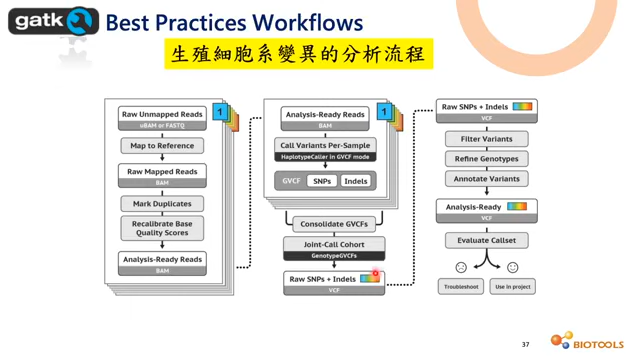 gatk
Best Practices Workflows
生殖細胞系變異的分析流程
1
Raw Unmapped Reads
uBAM or FASTQ
Map to Reference
Raw Mapped Reads
BAM
Mark Duplicates
Recalibrate Base
Quality Scores
Analysis-Ready Reads
BAM
1
Analysis-Ready Reads
BAM
Call Variants Per-Sample
HaplotypeCaller in GVCF mode
GVCF
SNPs
Indels
Consolidate GVCFs
Joint-Call Cohort
GenotypeGVCFs
Raw SNPs + Indels
VCF
Raw SNPs + Indels
VCF
Filter Variants
Refine Genotypes
Annotate Variants
Analysis-Ready
VCF
Evaluate Callset
Troubleshoot
Use in project
37
BIOTOOLS